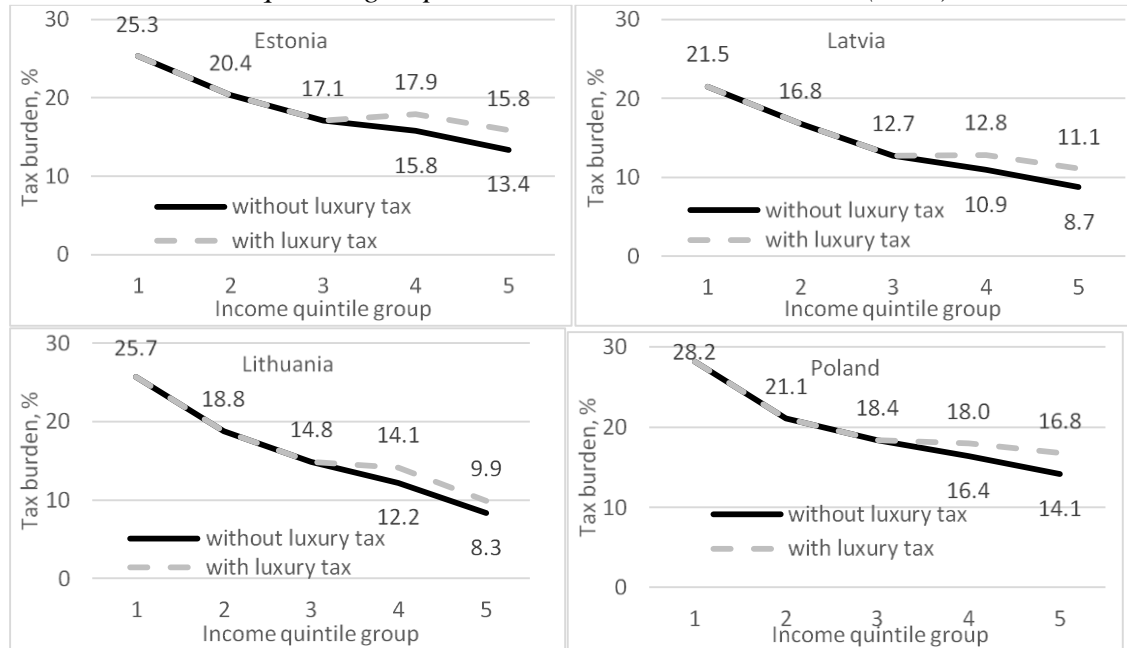 30
20
10
0
Tax burden, %
Estonia
25.3
20.4
17.1
17.9
15.8
15.8
13.4
without luxury tax
with luxury tax
1 2 3 4 5
Income quintile group
30
20
10
0
Tax burden, %
Latvia
21.5
16.8
12.7
12.8
11.1
10.9
8.7
without luxury tax
with luxury tax
1 2 3 4 5
Income quintile group
30
20
10
0
Tax burden, %
Lithuania
25.7
18.8
14.8
14.1
9.9
12.2
8.3
without luxury tax
with luxury tax
1 2 3 4 5
Income quintile group
30
20
10
0
Tax burden, %
Poland
28.2
21.1
18.4
18.0
16.8
16.4
14.1
without luxury tax
with luxury tax
1 2 3 4 5
Income quintile group